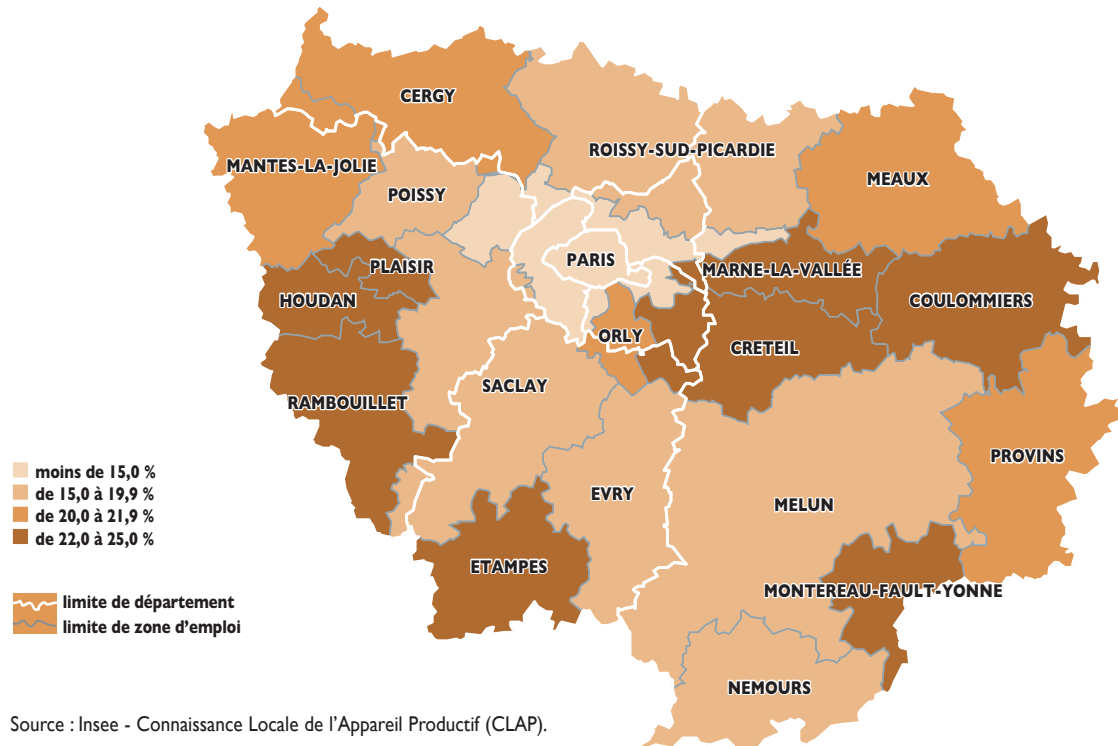 CERGY
MANTES-LA-JOLIE
ROISSY-SUD-PICARDIE
POISSY
MEAUX
PARIS
PLAISIR
MARNE-LA-VALLÉE
HOUDAN
COULOMMIERS
ORLY
CRETEIL
SACLAY
RAMBOUILLET
PROVINS
EVRY
MELUN
ETAMPES
MONTEREAU-FAULT-YONNE
NEMOURS
moins de 15,0 %
de 15,0 à 19,9 %
de 20,0 à 21,9 %
de 22,0 à 25,0 %
limite de département
limite de zone d'emploi
Source : Insee - Connaissance Locale de l'Appareil Productif (CLAP).